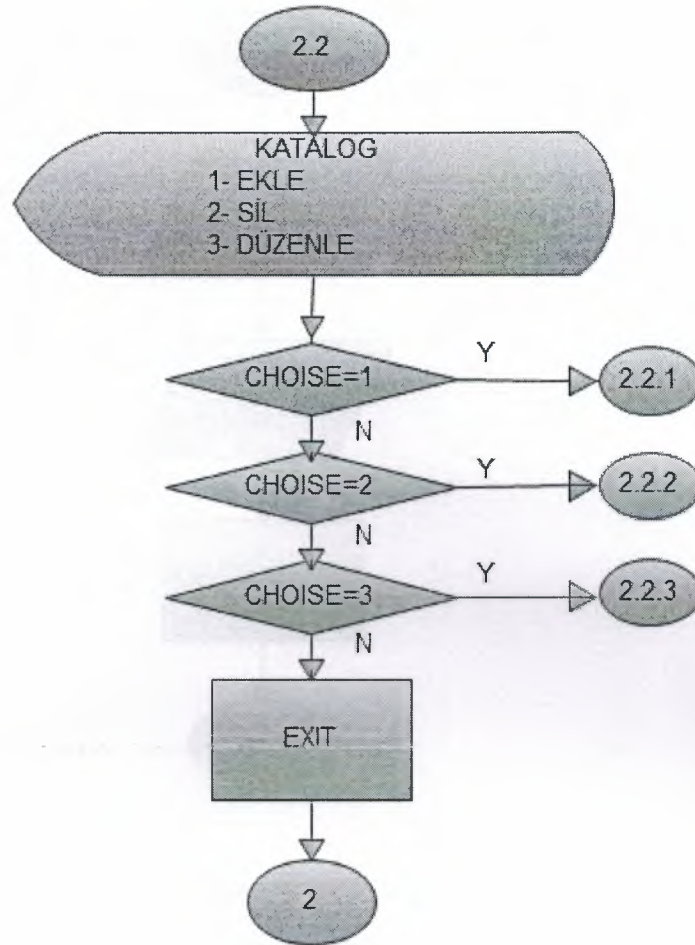 2.2
KATALOG
1- EKLE
2- SİL
3- DÜZENLE
CHOISE=1
Y
2.2.1
N
CHOISE=2
Y
2.2.2
N
CHOISE=3
Y
2.2.3
N
EXIT
2